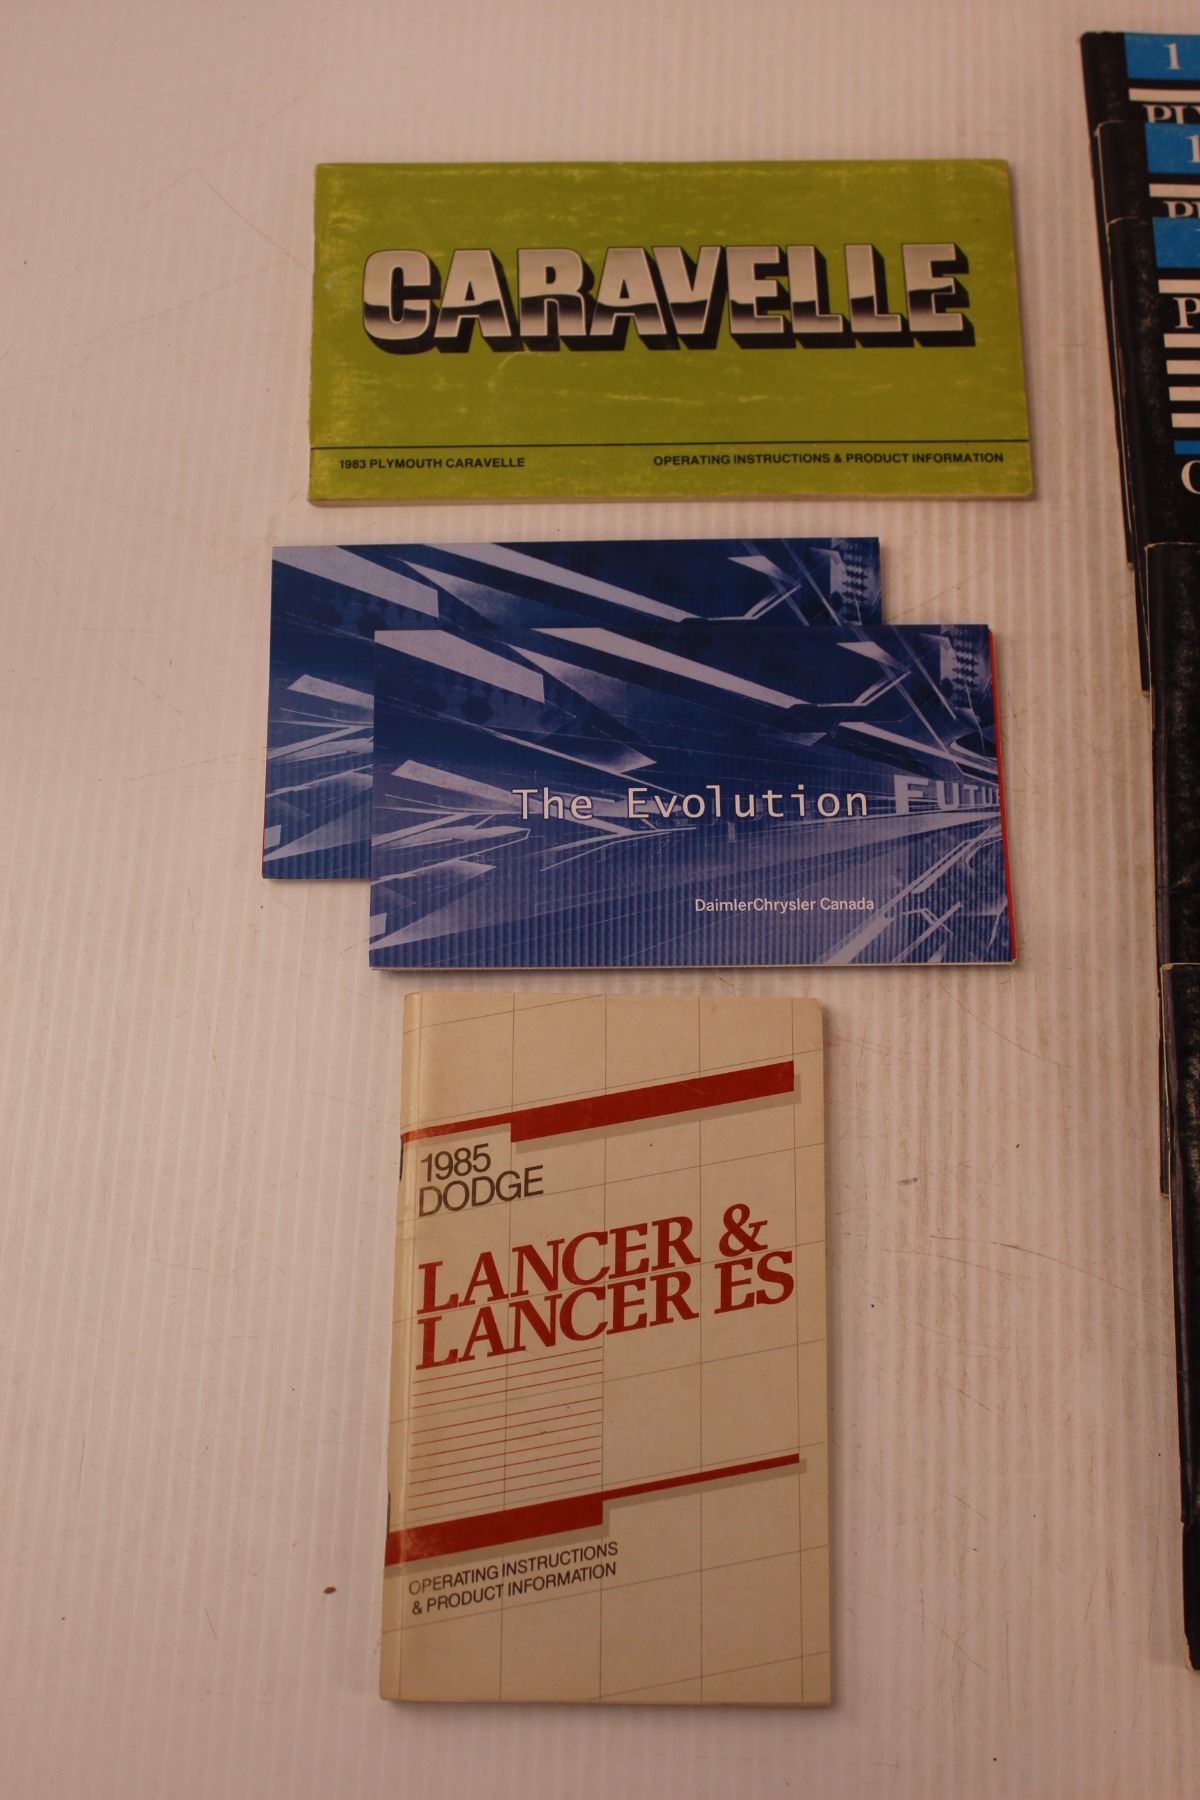 CARAVELLE
1983 PLYMOUTH CARAVELLE
OPERATING INSTRUCTIONS & PRODUCT INFORMATION
The Evolution
DaimlerChrysler Canada
1985
DODGE
LANCER &
LANCER ES
OPERATING INSTRUCTIONS
& PRODUCT INFORMATION